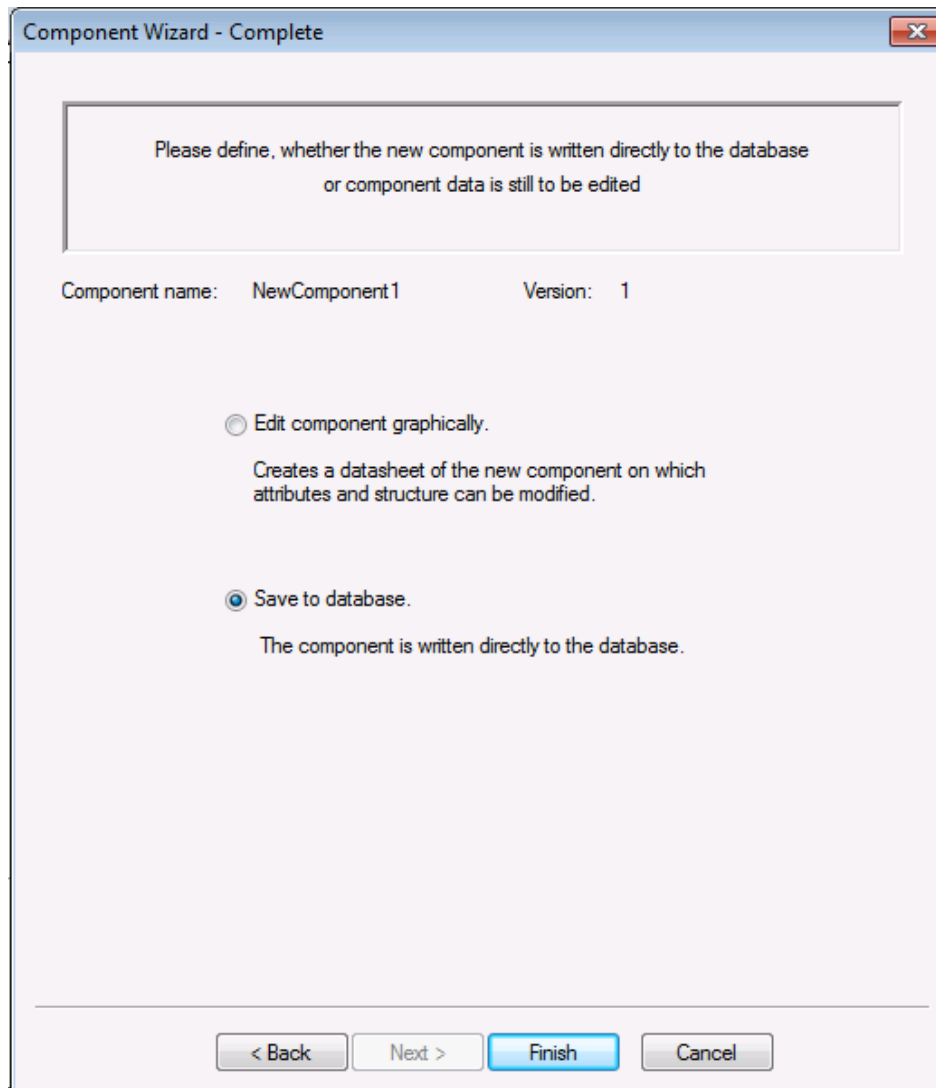 Component Wizard - Complete
Please define, whether the new component is written directly to the database
or component data is still to be edited
Component name: NewComponent1 Version: 1
Edit component graphically.
Creates a datasheet of the new component on which
attributes and structure can be modified.
Save to database.
The component is written directly to the database.
< Back Next > Finish Cancel